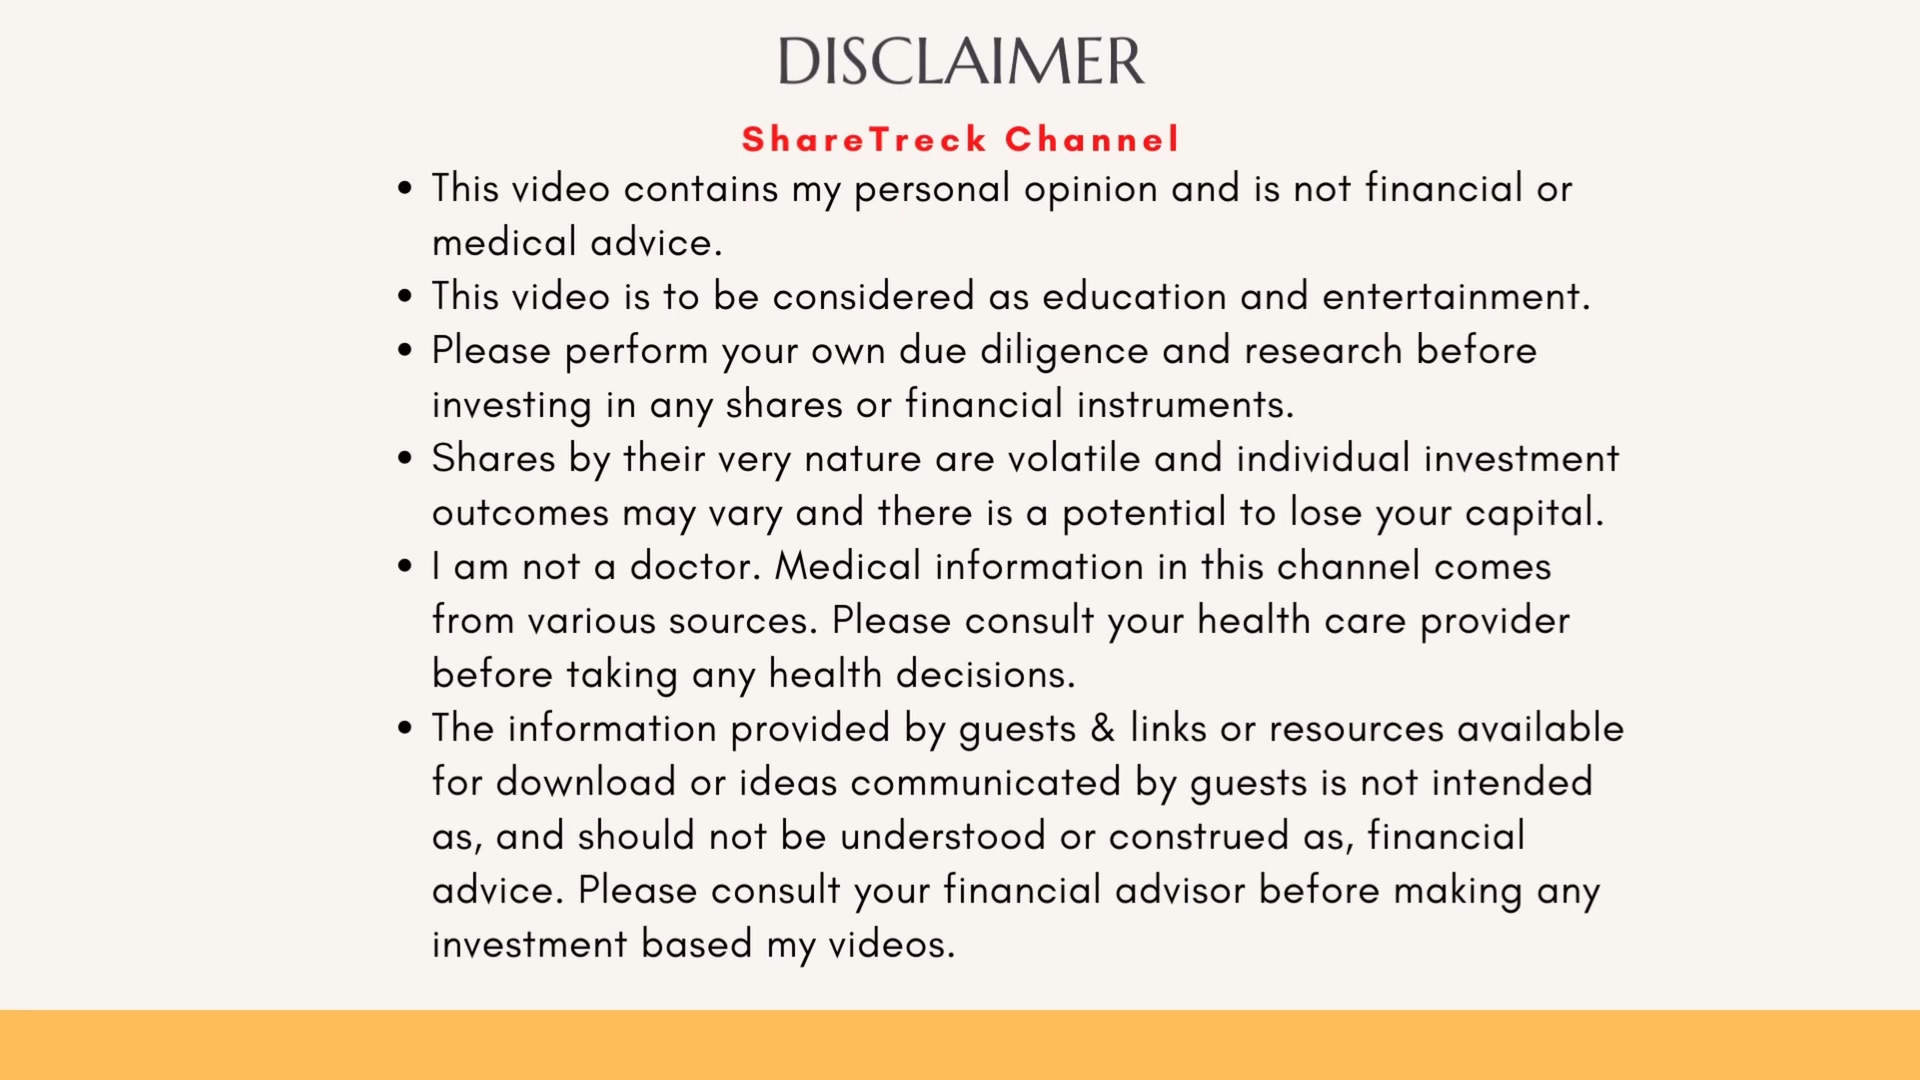 DISCLAIMER
ShareTreck Channel
• This video contains my personal opinion and is not financial or
medical advice.
• This video is to be considered as education and entertainment.
• Please perform your own due diligence and research before
investing in any shares or financial instruments.
• Shares by their very nature are volatile and individual investment
outcomes may vary and there is a potential to lose your capital.
• I am not a doctor. Medical information in this channel comes
from various sources. Please consult your health care provider
before taking any health decisions.
• The information provided by guests & links or resources available
for download or ideas communicated by guests is not intended
as, and should not be understood or construed as, financial
advice. Please consult your financial advisor before making any
investment based my videos.